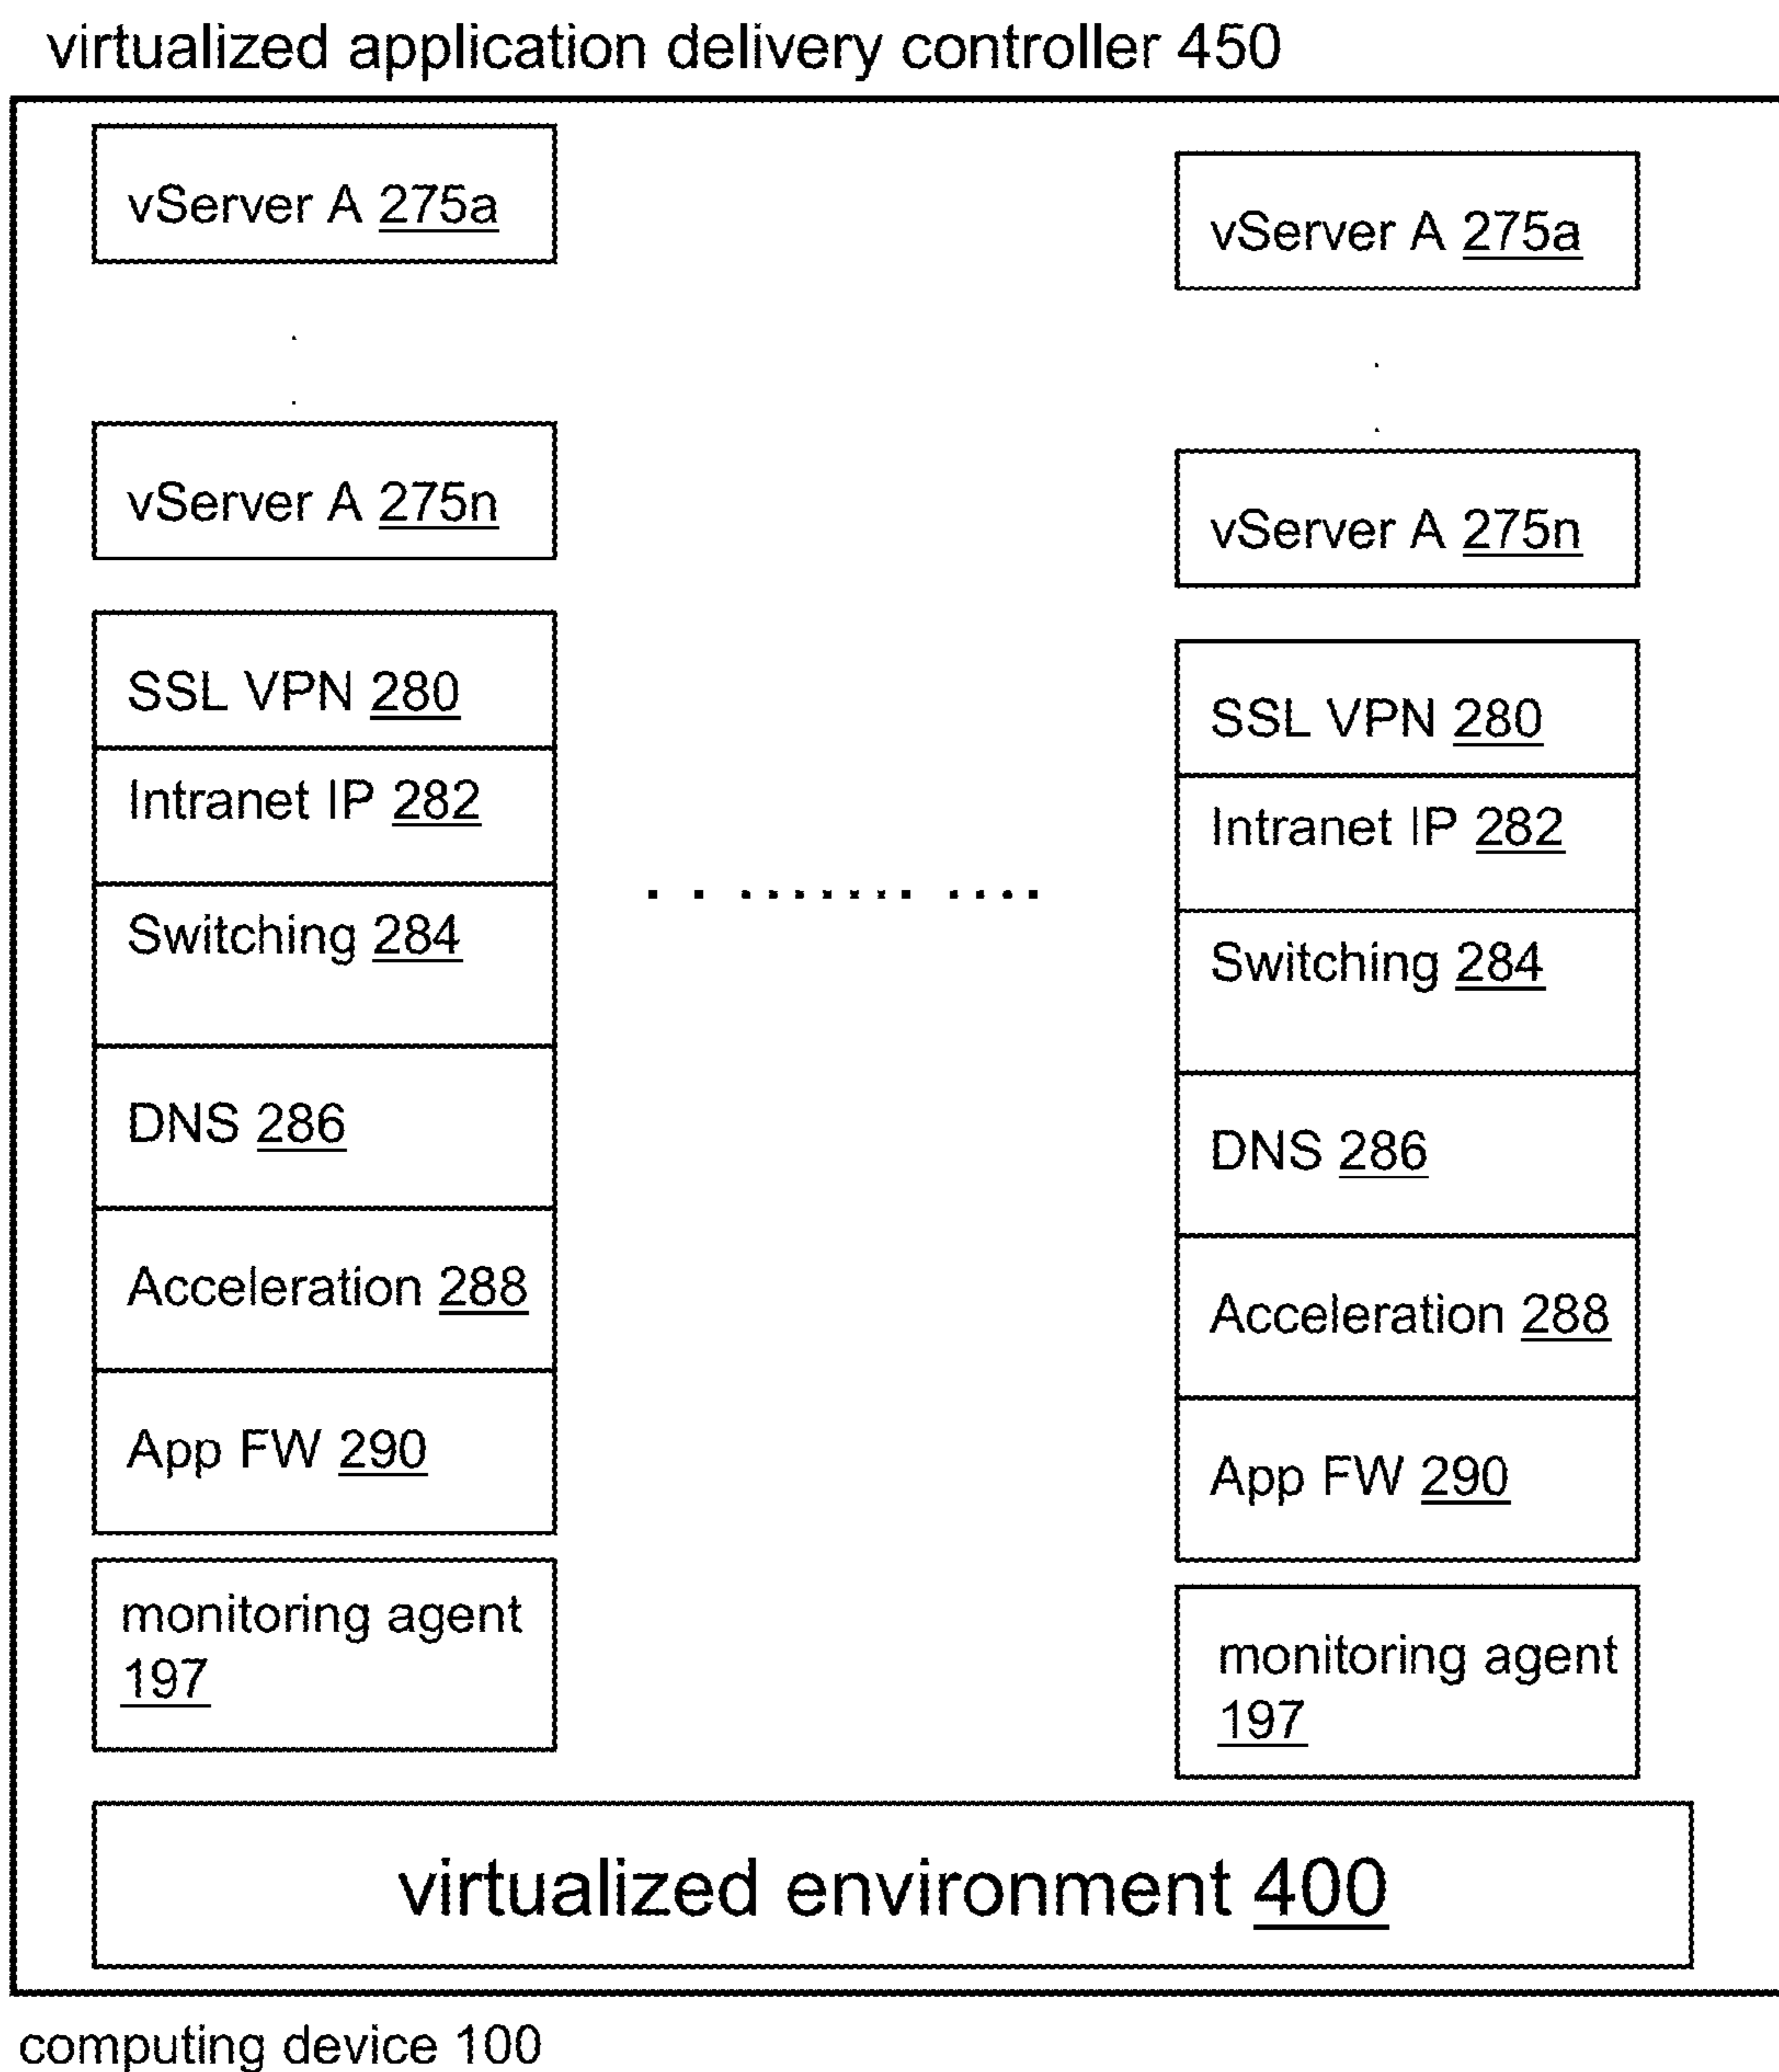 virtualized application delivery controller 450
vServer A 275a
vServer A 275n
SSL VPN 280
Intranet IP 282
Switching 284
DNS 286
Acceleration 288
App FW 290
monitoring agent
197
vServer A 275a
vServer A 275n
SSL VPN 280
Intranet IP 282
Switching 284
DNS 286
Acceleration 288
App FW 290
monitoring agent
197
virtualized environment 400
computing device 100